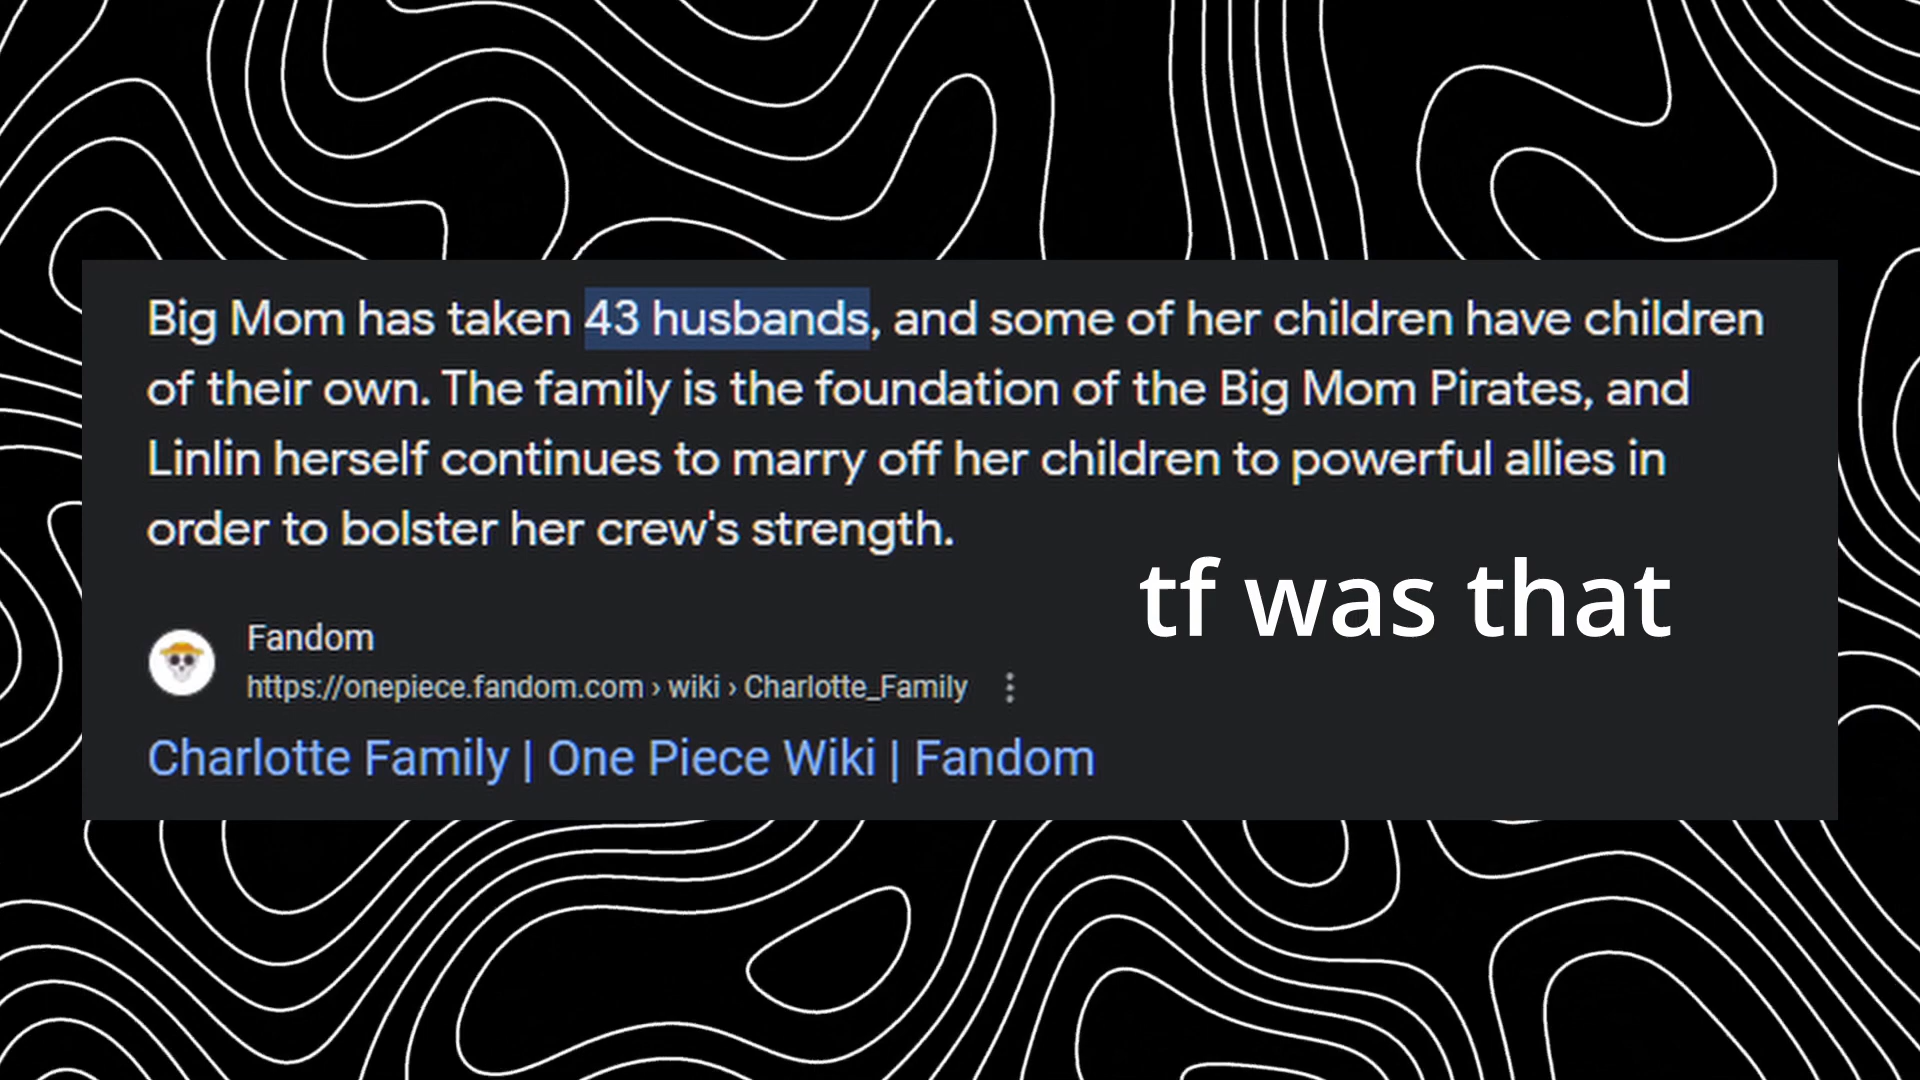 Big Mom has taken 43 husbands, and some of her children have children
of their own. The family is the foundation of the Big Mom Pirates, and
Linlin herself continues to marry off her children to powerful allies in
order to bolster her crew's strength.
tf was that
Fandom
https://onepiece.fandom.com › wiki › Charlotte_Family
Charlotte Family | One Piece Wiki | Fandom